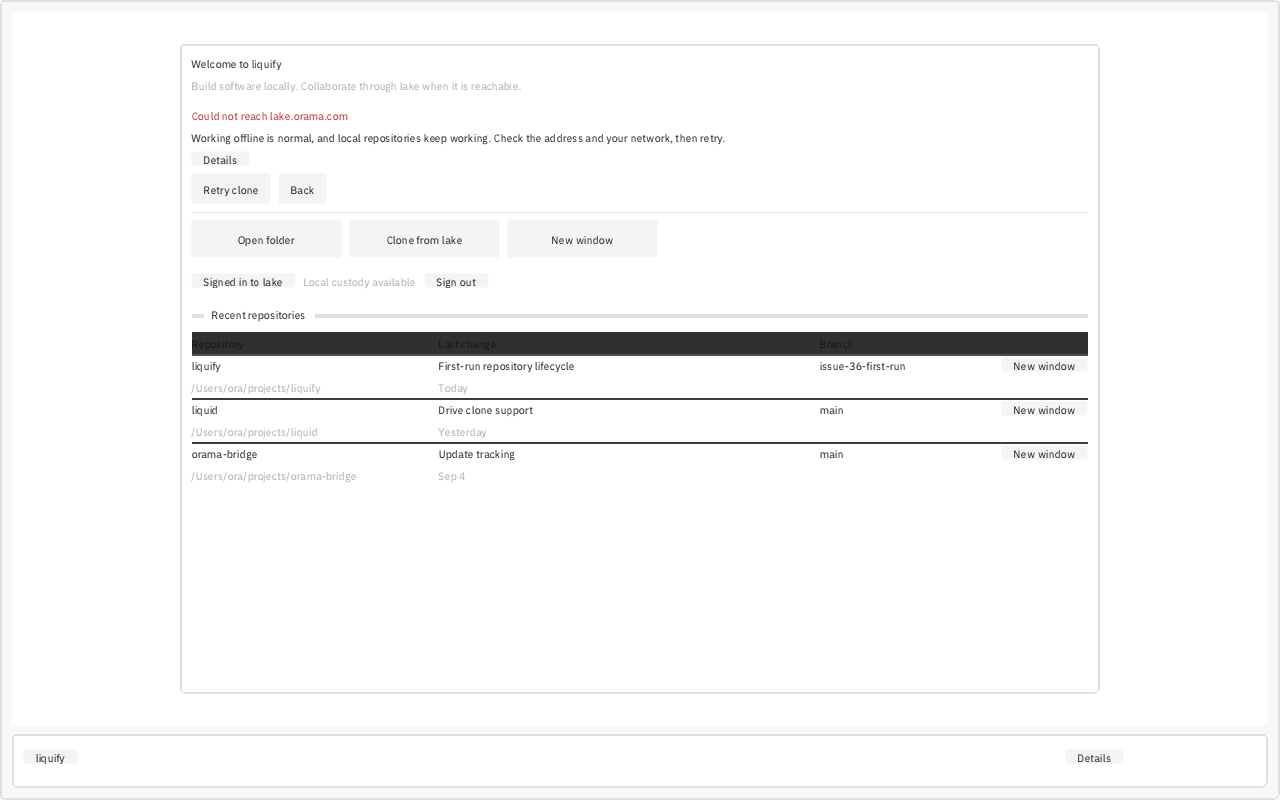 Welcome to liquify
Build software locally. Collaborate through lake when it is reachable.
Could not reach lake.orama.com
Working offline is normal, and local repositories keep working. Check the address and your network, then retry.
Details
Retry clone Back
Open folder Clone from lake New window
Signed in to lake Local custody available Sign out
Recent repositories
Repository Last change Branch
liquify First-run repository lifecycle issue-36-first-run New window
/Users/ora/projects/liquify Today
liquid Drive clone support main New window
/Users/ora/projects/liquid Yesterday
orama-bridge Update tracking main New window
/Users/ora/projects/orama-bridge Sep 4
liquify Details